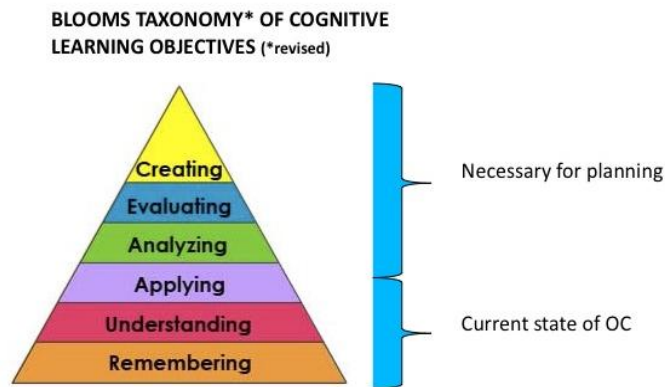 BLOOMS TAXONOMY* OF COGNITIVE
LEARNING OBJECTIVES (*revised)
Creating
Evaluating
Analyzing
Applying
Understanding
Remembering
Necessary for planning
Current state of OC